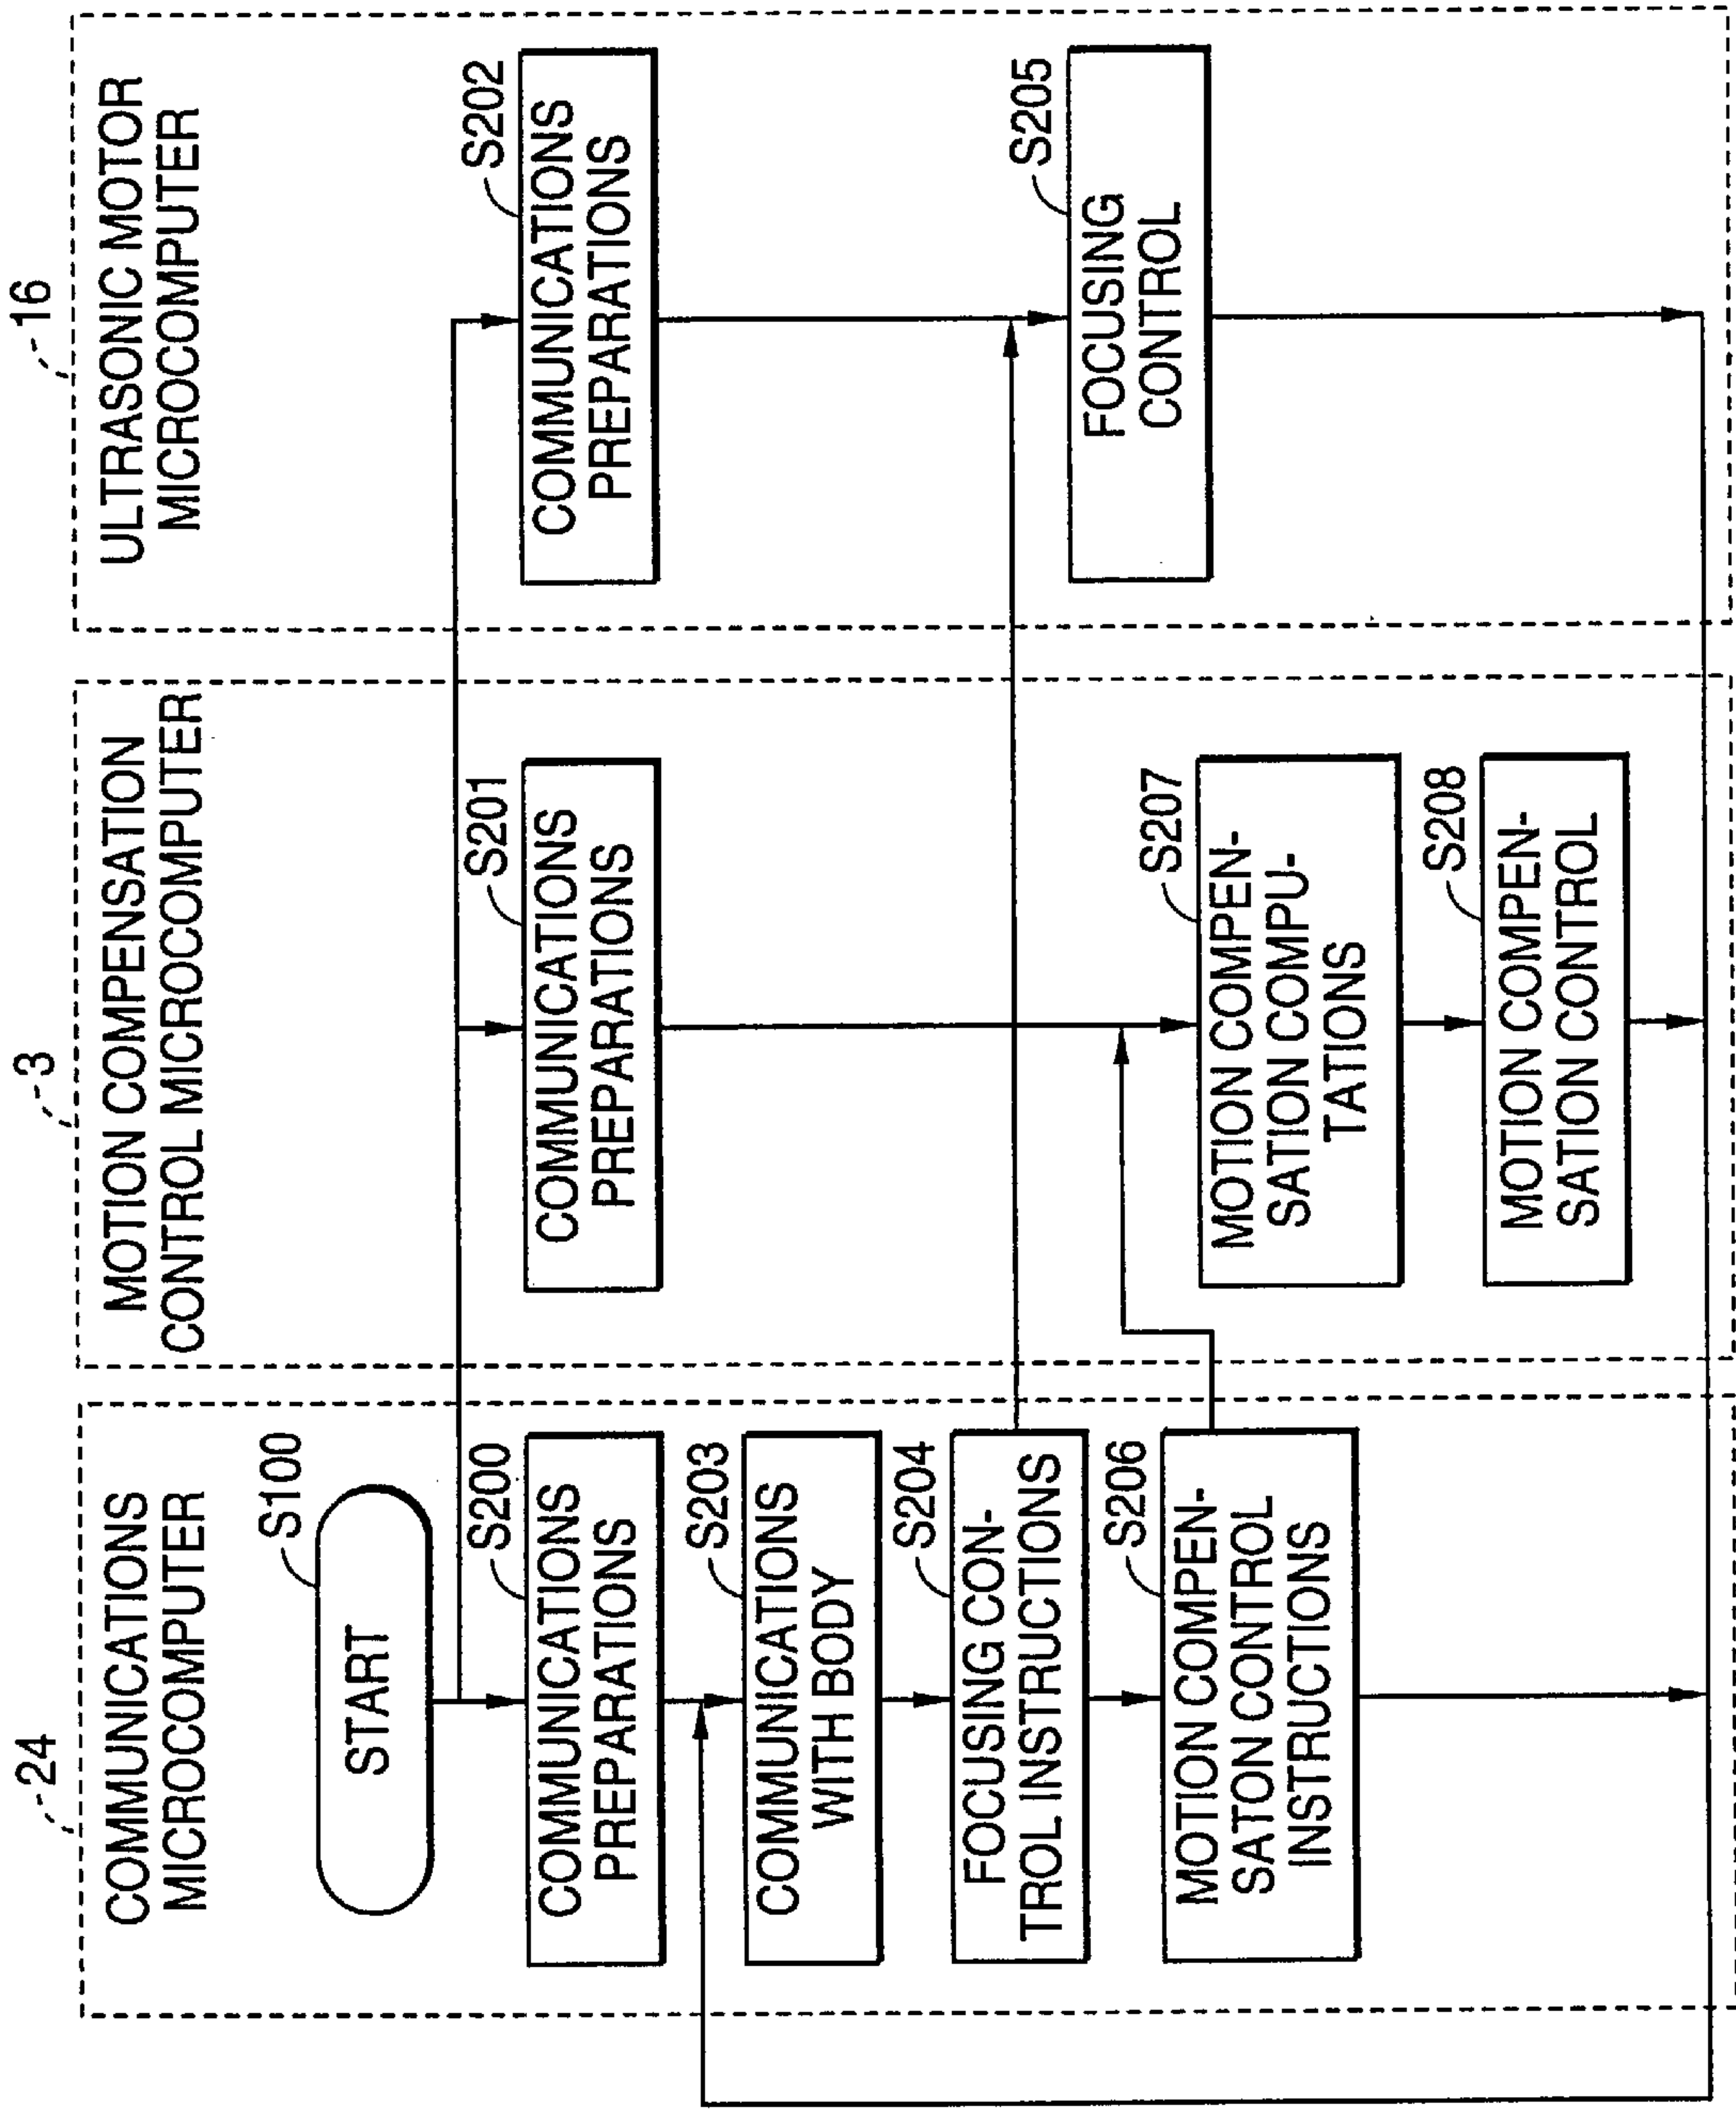 24
COMMUNICATIONS
MICROCOMPUTER
S100
START
S200
COMMUNICATIONS
PREPARATIONS
S203
COMMUNICATIONS
WITH BODY
S204
FOCUSING CON-
TROL INSTRUCTIONS
S206
MOTION COMPEN-
SATON CONTROL
INSTRUCTIONS
3
MOTION COMPENSATION
CONTROL MICROCOMPUTER
S201
COMMUNICATIONS
PREPARATIONS
S207
MOTION COMPEN-
SATION COMPU-
TATIONS
S208
MOTION COMPEN-
SATION CONTROL
16
ULTRASONIC MOTOR
MICROCOMPUTER
S202
COMMUNICATIONS
PREPARATIONS
S205
FOCUSING
CONTROL